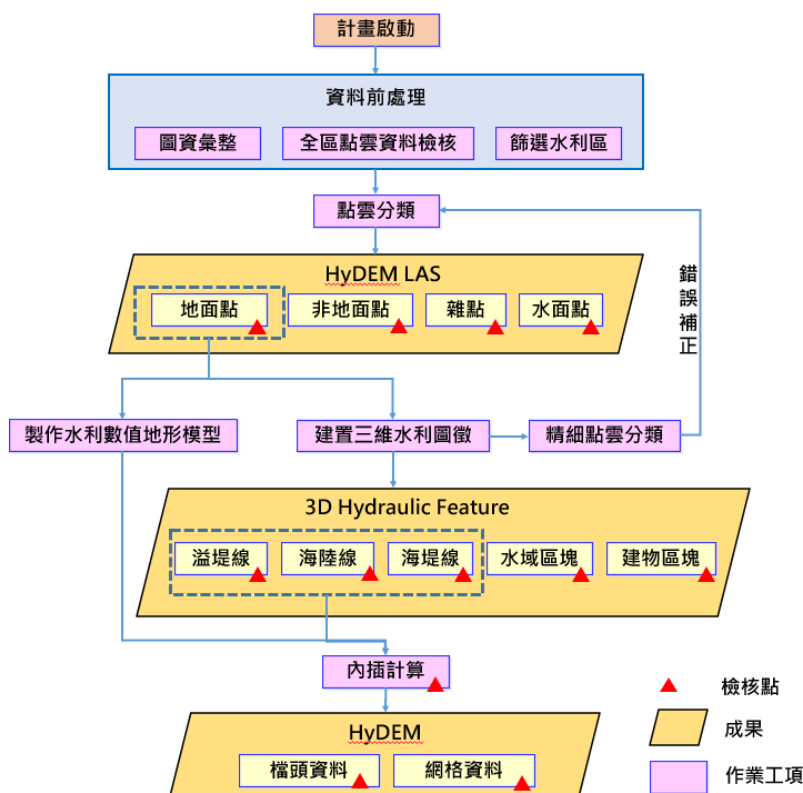 計畫啟動
資料前處理
圖資彙整
全區點雲資料檢核
篩選水利區
點雲分類
HyDEM LAS
地面點
非地面點
雜點
水面點
錯誤補正
製作水利數值地形模型
建置三維水利圖徵
精細點雲分類
3D Hydraulic Feature
溢堤線
海陸線
海堤線
水域區塊
建物區塊
內插計算
HyDEM
檔頭資料
網格資料
檢核點
成果
作業工項